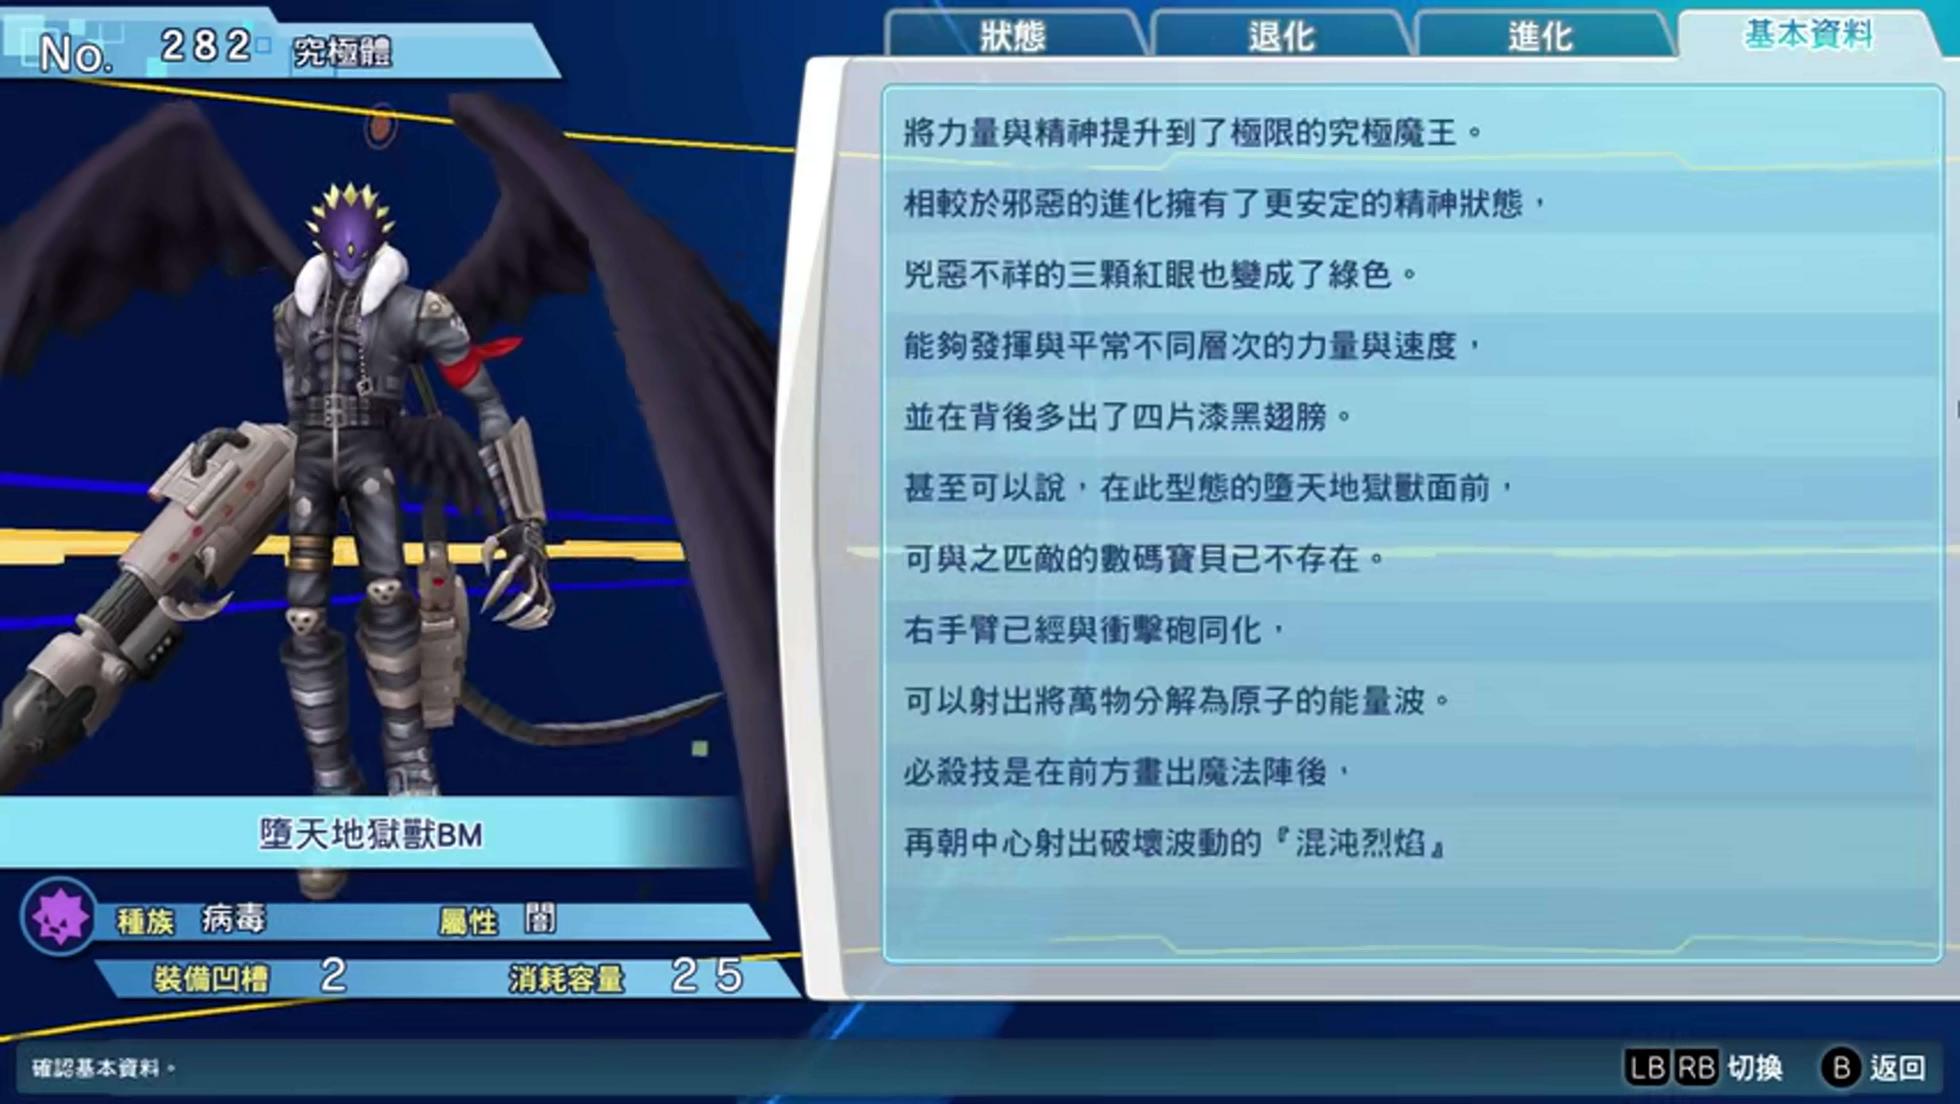 No. 282 究極體
狀態 退化 進化 基本資料
將力量與精神提升到了極限的究極魔王。
相較於邪惡的進化擁有了更安定的精神狀態，
兇惡不祥的三顆紅眼也變成了綠色。
能夠發揮與平常不同層次的力量與速度，
並在背後多出了四片漆黑翅膀。
甚至可以說，在此型態的墮天地獄獸面前，
可與之匹敵的數碼寶貝已不存在。
右手臂已經與衝擊砲同化，
可以射出將萬物分解為原子的能量波。
必殺技是在前方畫出魔法陣後，
再朝中心射出破壞波動的『混沌烈焰』
墮天地獄獸BM
種族 病毒 屬性 闇
裝備凹槽 2 消耗容量 25
確認基本資料。
LB RB 切換 B 返回